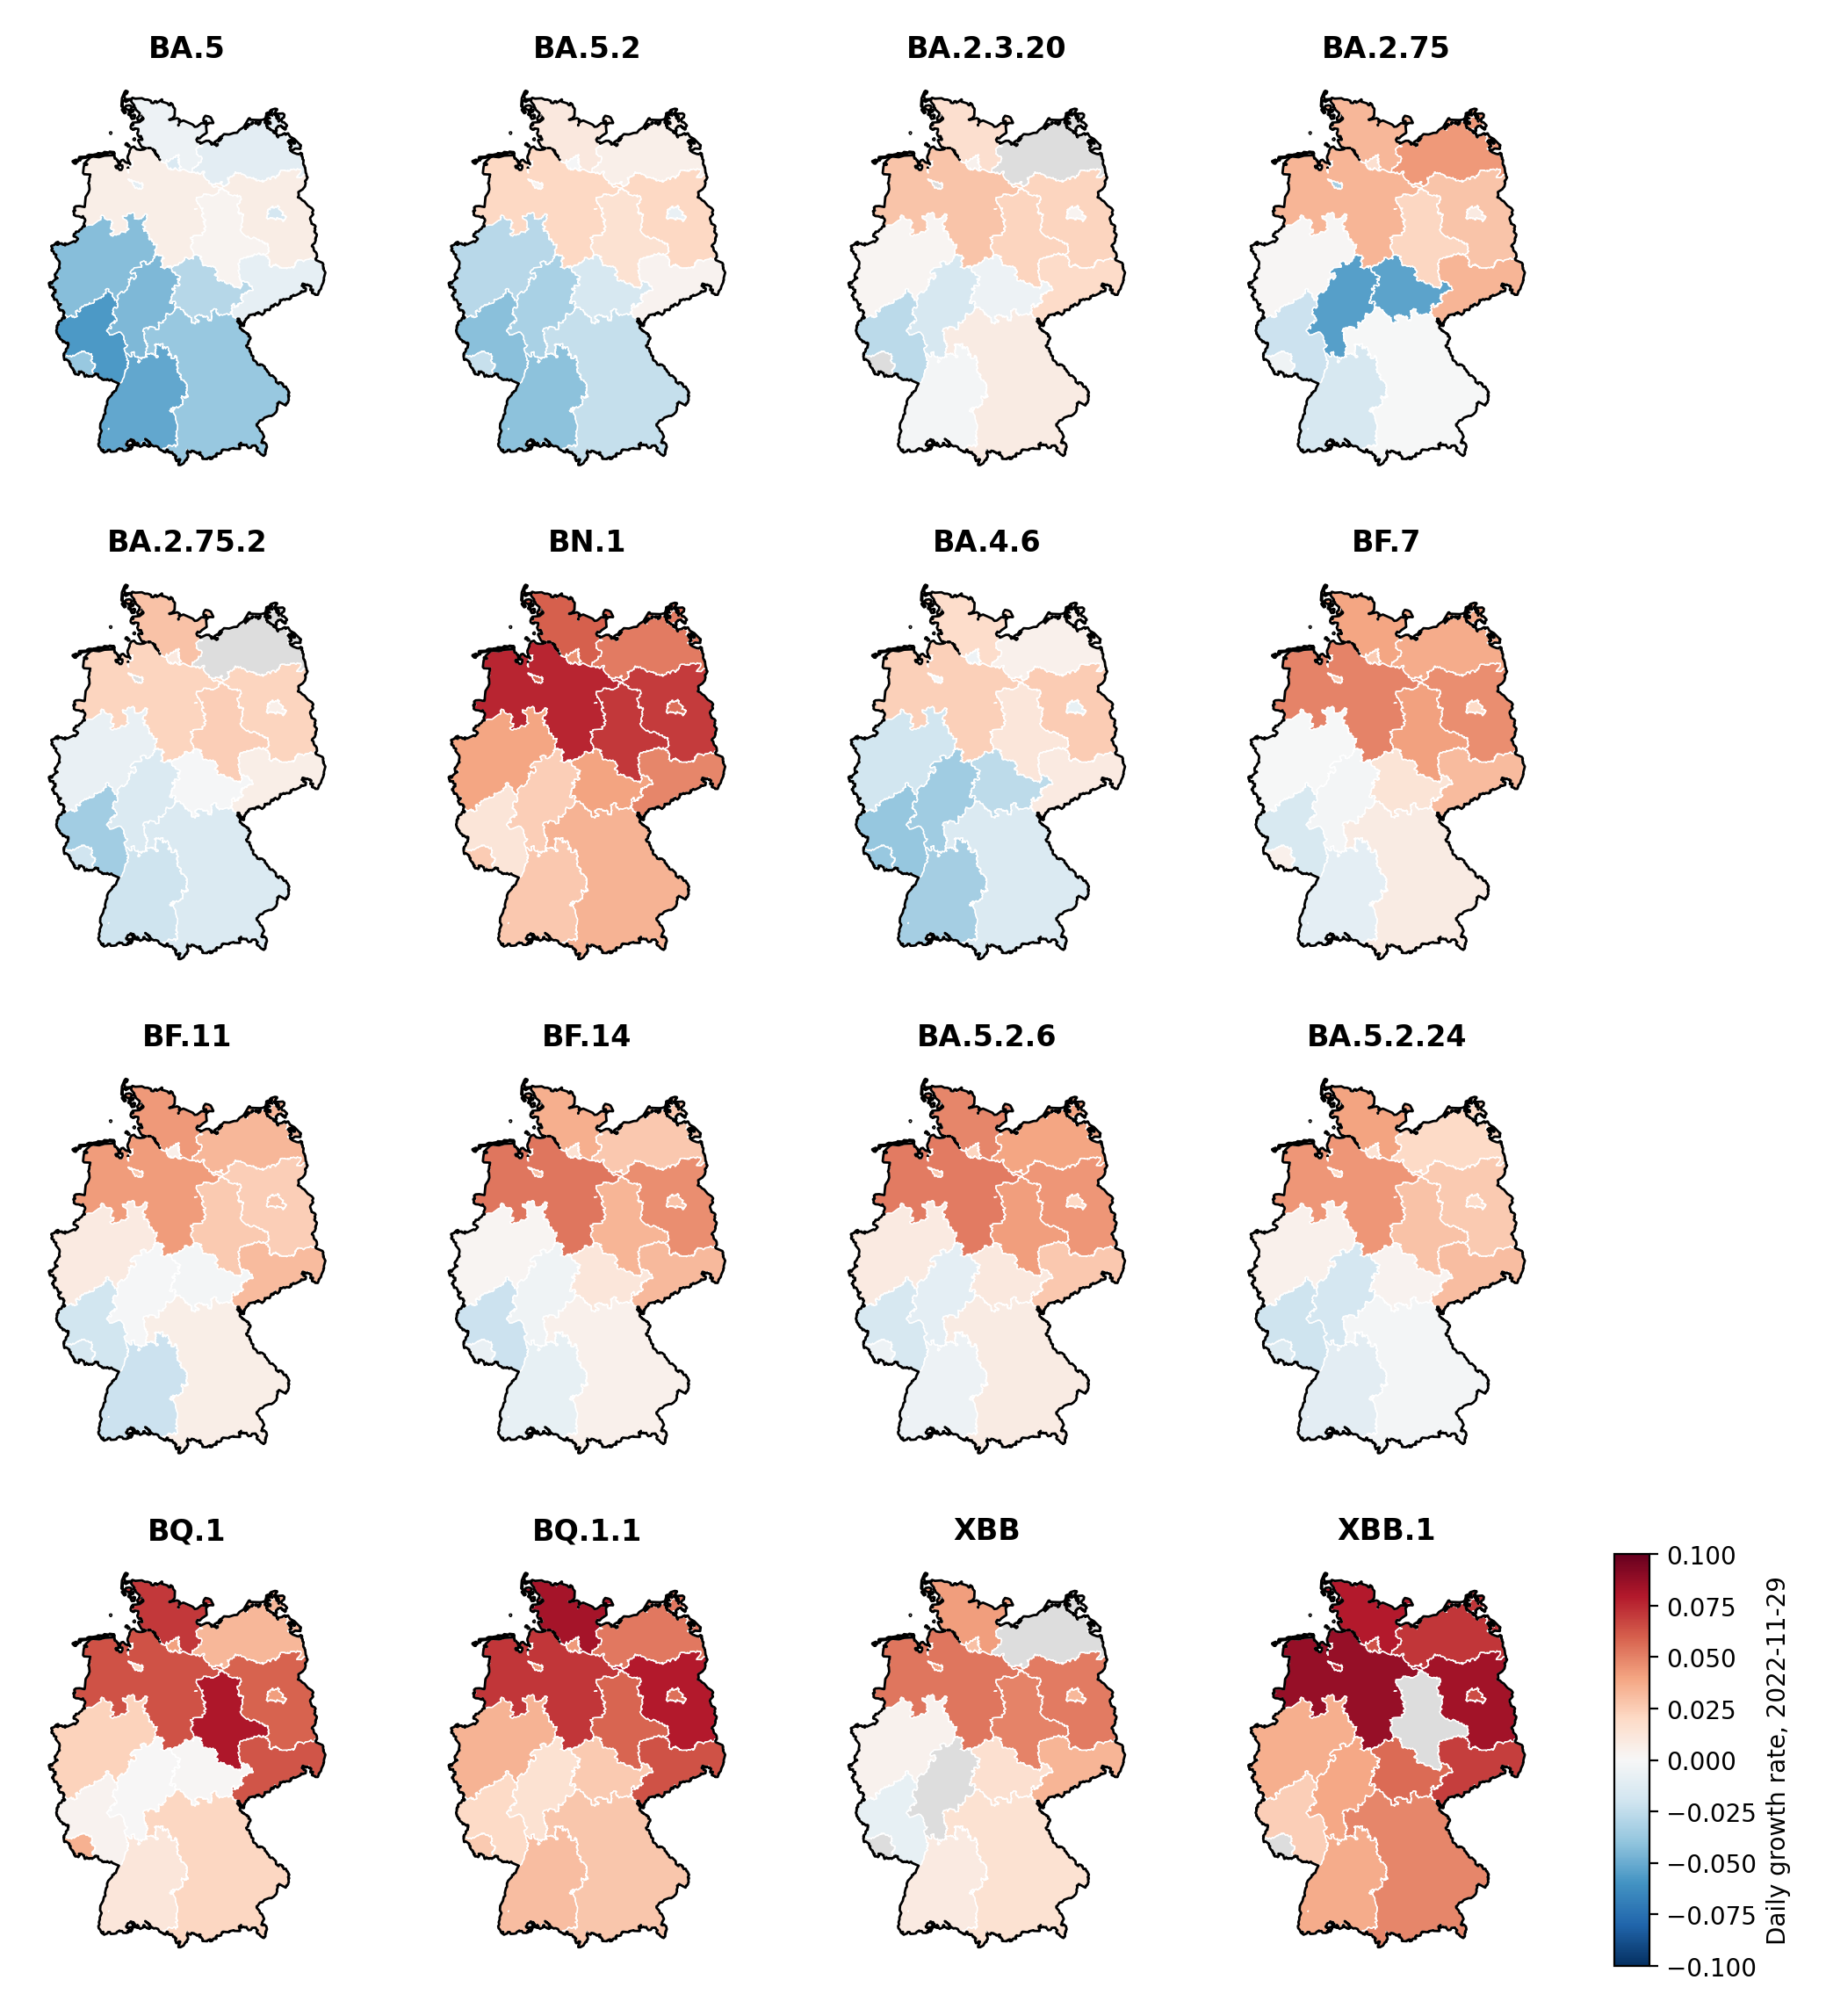 BA.5
BA.5.2
BA.2.3.20
BA.2.75
BA.2.75.2
BN.1
BA.4.6
BF.7
BF.11
BF.14
BA.5.2.6
BA.5.2.24
BQ.1
BQ.1.1
XBB
XBB.1
0.100
0.075
0.050
0.025
0.000
−0.025
−0.050
−0.075
−0.100
Daily growth rate, 2022-11-29